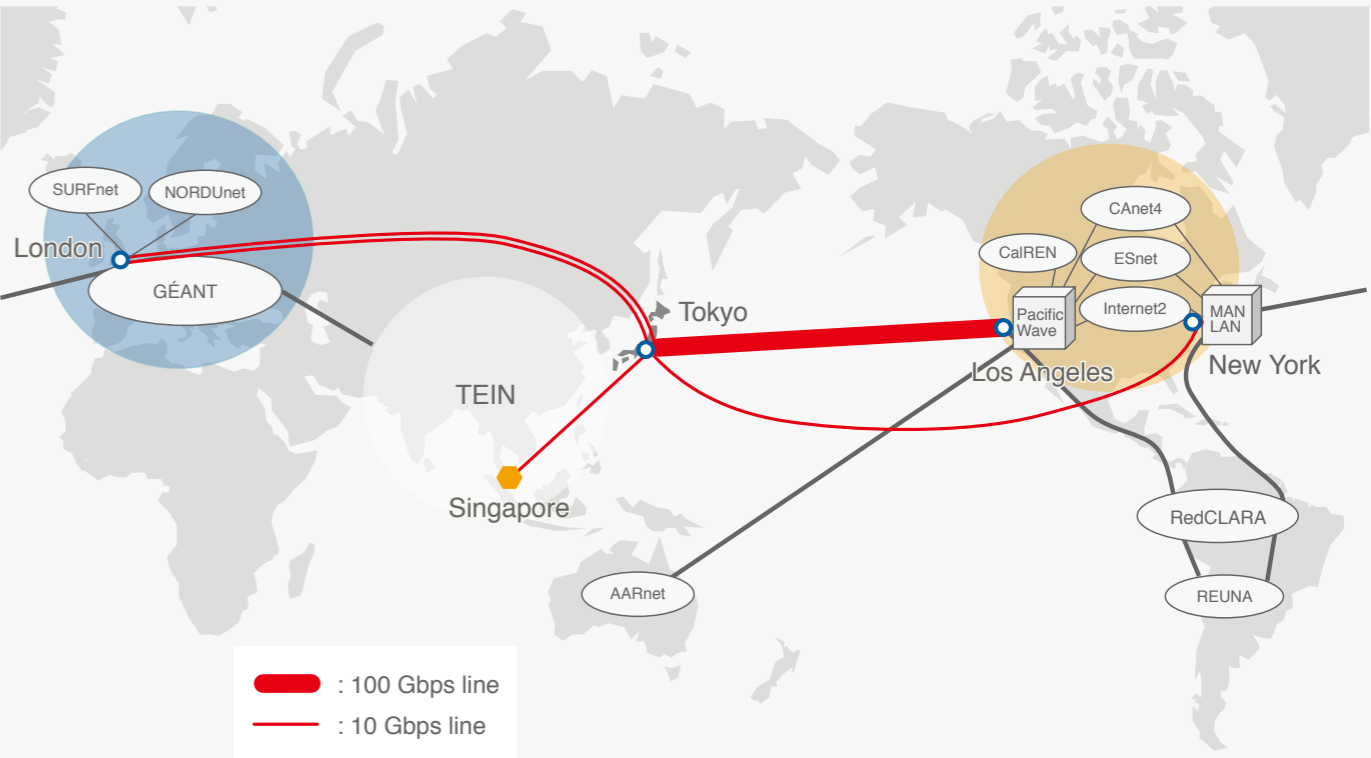 SURFnet
NORDUnet
London
GÉANT
TEIN
Singapore
Tokyo
AARnet
CAnet4
CalREN
ESnet
Internet2
Pacific
Wave
MAN
LAN
Los Angeles
New York
RedCLARA
REUNA
: 100 Gbps line
: 10 Gbps line